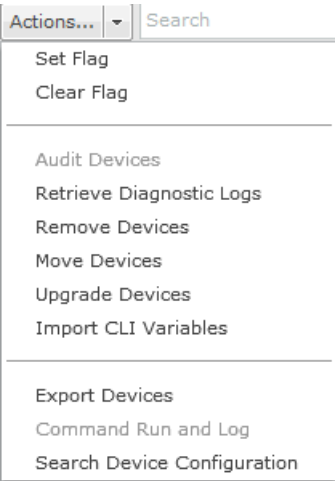 Actions... Search
Set Flag
Clear Flag
Audit Devices
Retrieve Diagnostic Logs
Remove Devices
Move Devices
Upgrade Devices
Import CLI Variables
Export Devices
Command Run and Log
Search Device Configuration